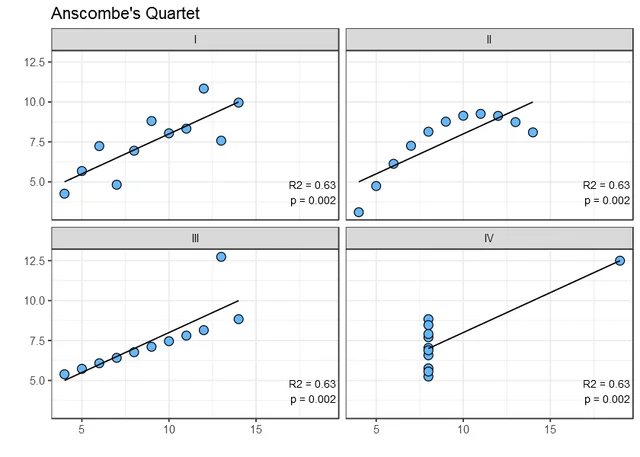 Anscombe's Quartet
I
II
12.5
10.0
7.5
5.0
R2 = 0.63
p = 0.002
R2 = 0.63
p = 0.002
III
IV
12.5
10.0
7.5
5.0
R2 = 0.63
p = 0.002
R2 = 0.63
p = 0.002
5
10
15
5
10
15